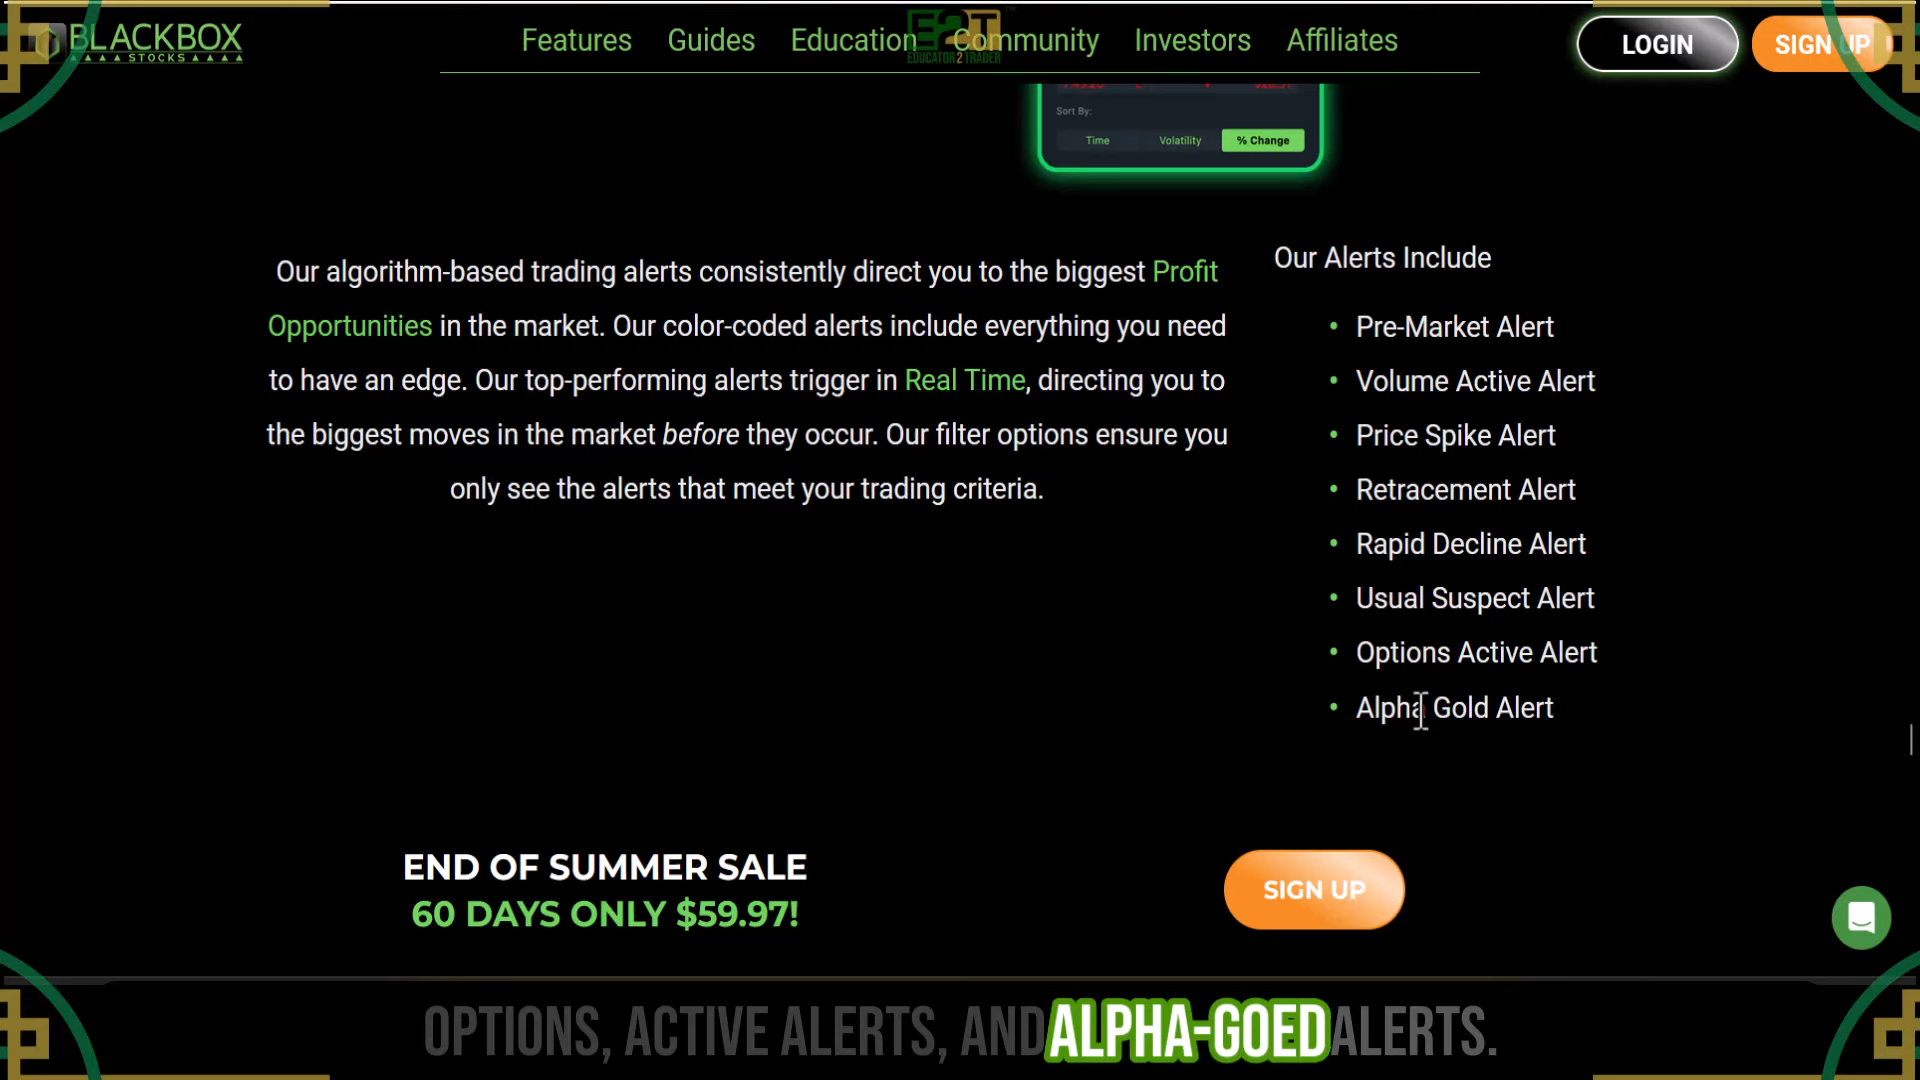 BLACKBOX
STOCKS
Features
Guides
Education
Community
Investors
Affiliates
E2T
EDUCATOR2TRADER
LOGIN
SIGN UP
Sort By:
Time
Volatility
% Change
Our algorithm-based trading alerts consistently direct you to the biggest Profit
Opportunities in the market. Our color-coded alerts include everything you need
to have an edge. Our top-performing alerts trigger in Real Time, directing you to
the biggest moves in the market before they occur. Our filter options ensure you
only see the alerts that meet your trading criteria.
Our Alerts Include
• Pre-Market Alert
• Volume Active Alert
• Price Spike Alert
• Retracement Alert
• Rapid Decline Alert
• Usual Suspect Alert
• Options Active Alert
• Alpha Gold Alert
END OF SUMMER SALE
60 DAYS ONLY $59.97!
SIGN UP
OPTIONS, ACTIVE ALERTS, AND ALPHA-GOED ALERTS.